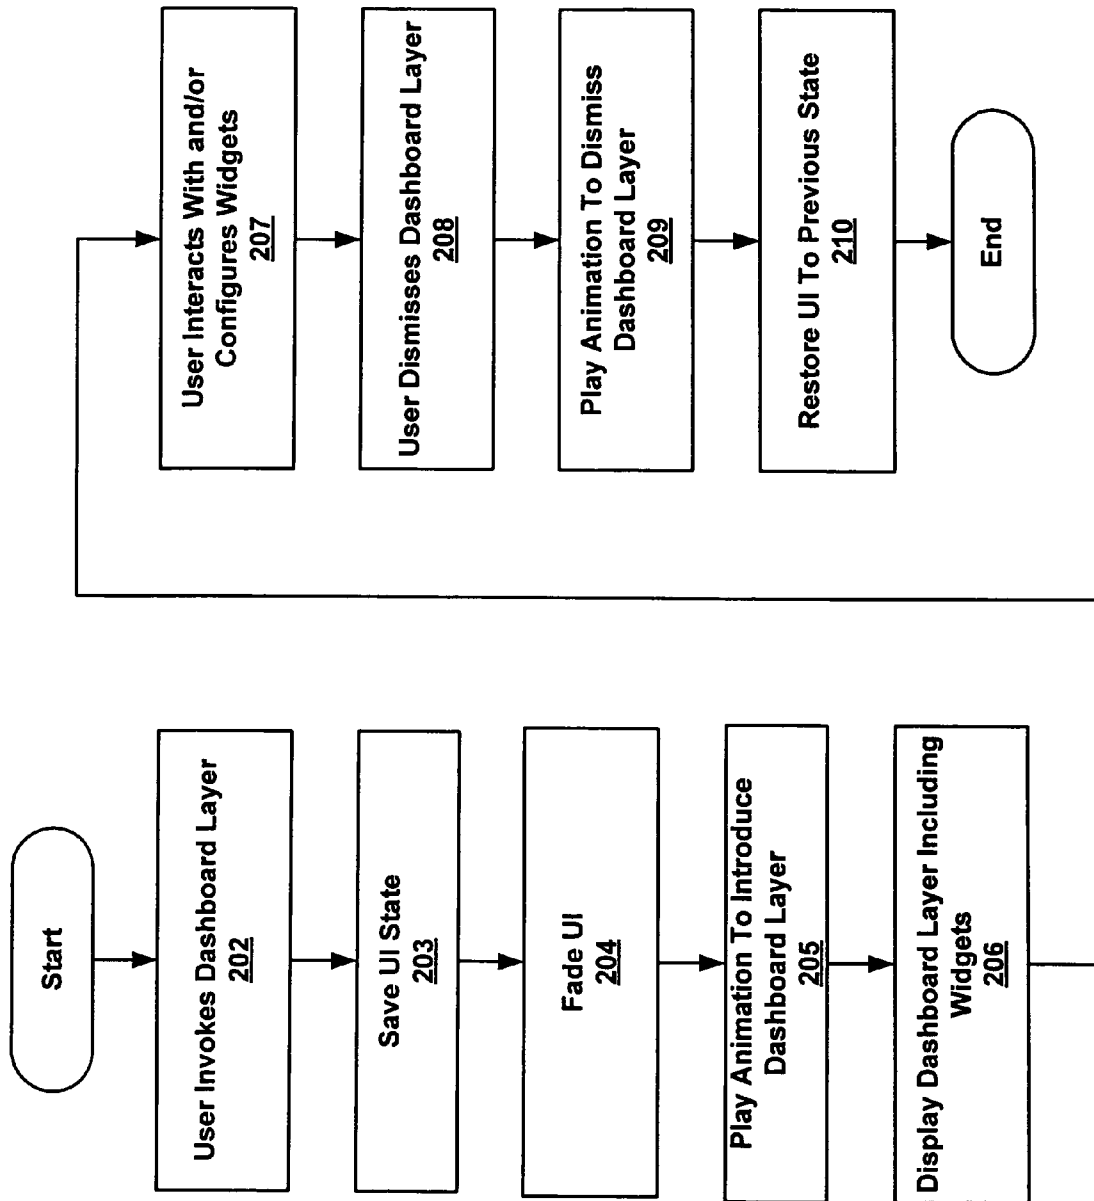 Start
User Invokes Dashboard Layer
202
Save UI State
203
Fade UI
204
Play Animation To Introduce
Dashboard Layer
205
Display Dashboard Layer Including
Widgets
206
User Interacts With and/or
Configures Widgets
207
User Dismisses Dashboard Layer
208
Play Animation To Dismiss
Dashboard Layer
209
Restore UI To Previous State
210
End